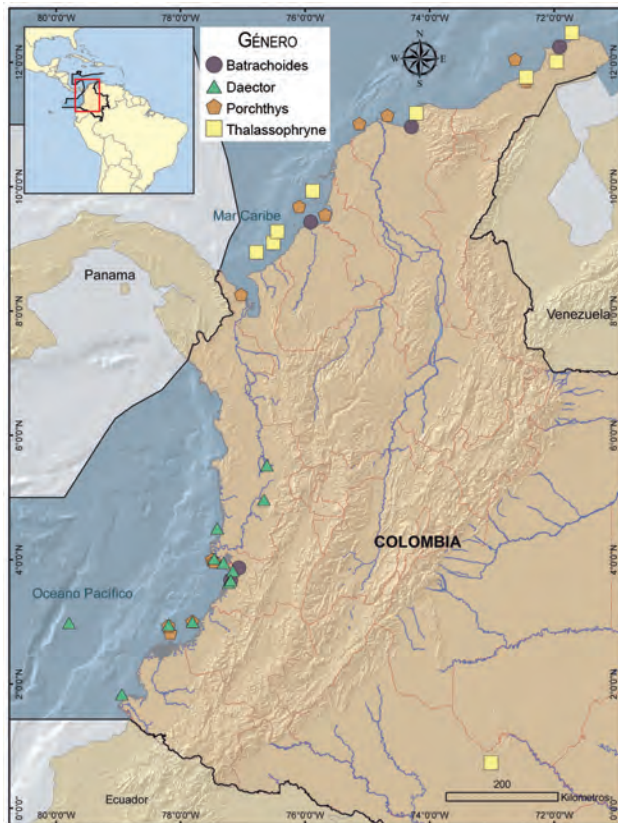 80°0'0"W
78°0'0"W
76°0'0"W
74°0'0"W
72°0'0"W
GÉNERO
Batrachoides
Daector
Porchthys
Thalassophryne
N
W
E
S
12°0'0"N
12°0'0"N
10°0'0"N
10°0'0"N
Mar Caribe
Panama
Venezuela
8°0'0"N
8°0'0"N
6°0'0"N
6°0'0"N
COLOMBIA
4°0'0"N
4°0'0"N
Oceano Pacífico
2°0'0"N
2°0'0"N
200
Kilometros
Ecuador
0°0'0"
0°0'0"
80°0'0"W
78°0'0"W
76°0'0"W
74°0'0"W
72°0'0"W